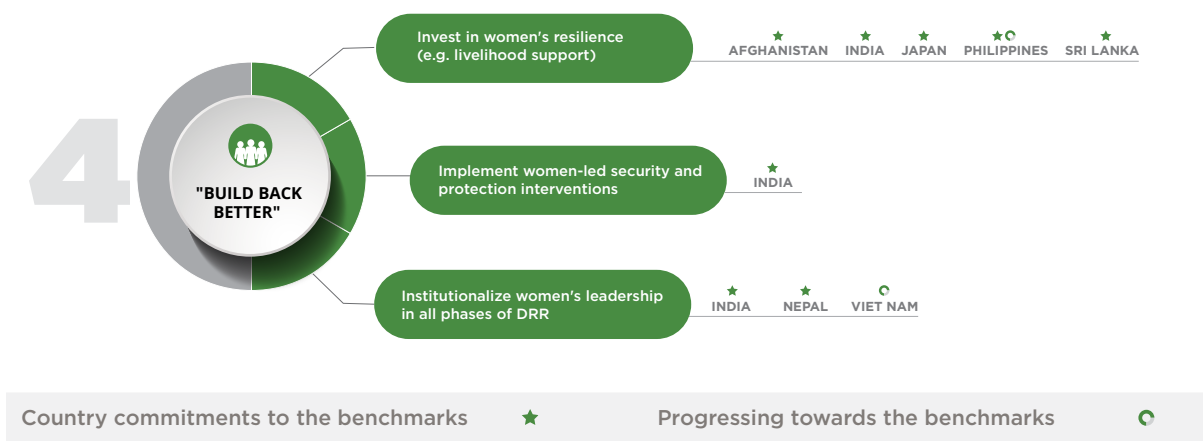 4
"BUILD BACK
BETTER"
Invest in women's resilience
(e.g. livelihood support)
AFGHANISTAN INDIA JAPAN PHILIPPINES SRI LANKA
Implement women-led security and
protection interventions
INDIA
Institutionalize women's leadership
in all phases of DRR
INDIA NEPAL VIET NAM
Country commitments to the benchmarks Progressing towards the benchmarks